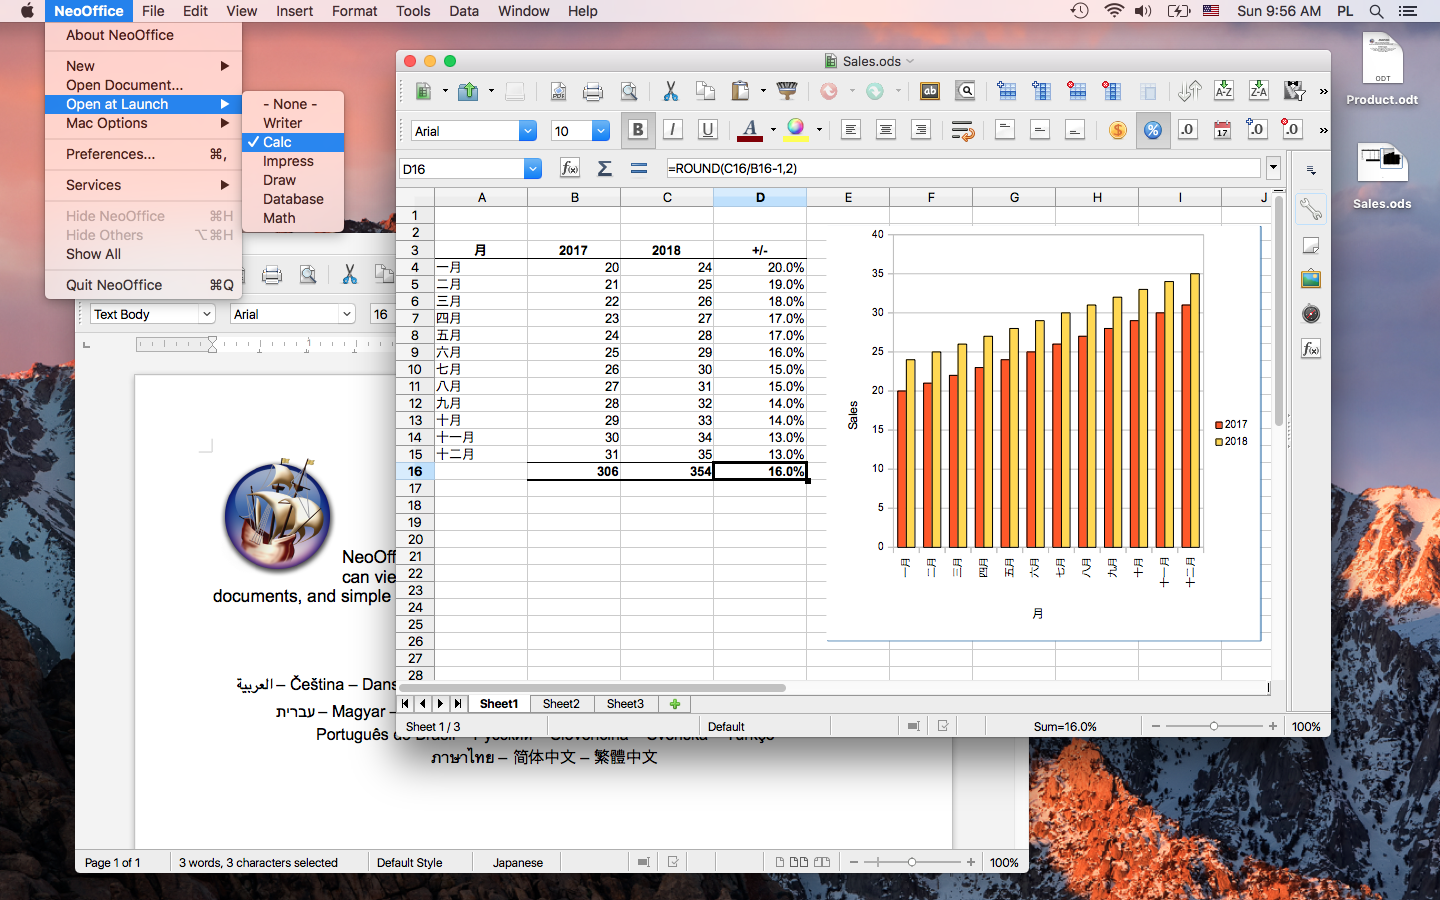 NeoOffice File Edit View Insert Format Tools Data Window Help Sun 9:56 AM PL
About NeoOffice
New
Open Document...
Open at Launch
Mac Options
Preferences... ⌘,
Services
Hide NeoOffice ⌘H
Hide Others ⌥⌘H
Show All
Quit NeoOffice ⌘Q
- None -
Writer
✓ Calc
Impress
Draw
Database
Math
Product.odt
Sales.ods
ODT
Sales.ods
Arial 10 B I U A
D16 f(x) Σ = =ROUND(C16/B16-1,2)
A B C D E F G H I J
1
2
3 月 2017 2018 +/-
4 一月 20 24 20.0%
5 二月 21 25 19.0%
6 三月 22 26 18.0%
7 四月 23 27 17.0%
8 五月 24 28 17.0%
9 六月 25 29 16.0%
10 七月 26 30 15.0%
11 八月 27 31 15.0%
12 九月 28 32 14.0%
13 十月 29 33 14.0%
14 十一月 30 34 13.0%
15 十二月 31 35 13.0%
16 306 354 16.0%
17
18
19
20
21
22
23
24
25
26
27
28
40
35
30
25
20
15
10
5
0
Sales
一月 二月 三月 四月 五月 六月 七月 八月 九月 十月 十一月 十二月
月
2017
2018
Sheet1 Sheet2 Sheet3
Sheet 1 / 3 Default Sum=16.0% 100%
Text Body Arial 16
NeoOff
can vie
documents, and simple
العربية – Čeština – Dans
עברית – Magyar –
Português do Brasil – Русский – Slovenčina – Svenska – Türkçe
ภาษาไทย – 简体中文 – 繁體中文
Page 1 of 1 3 words, 3 characters selected Default Style Japanese 100%